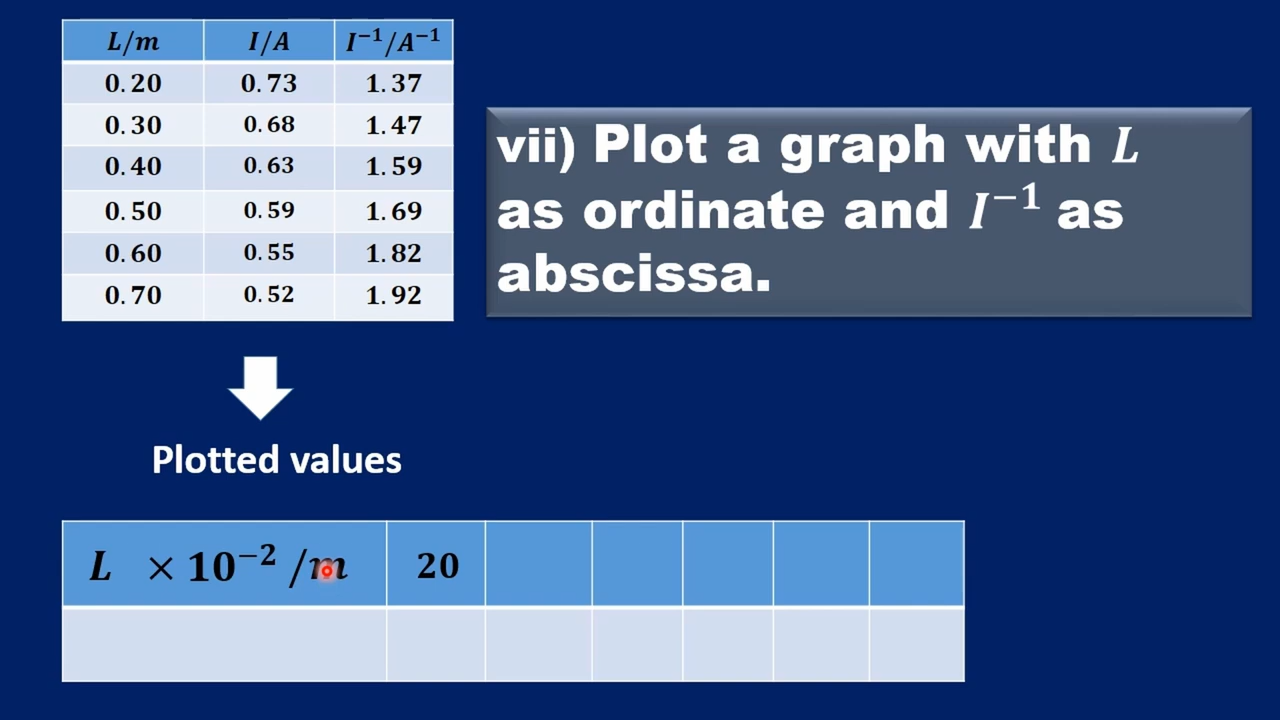 L/m I/A I⁻¹/A⁻¹
0.20 0.73 1.37
0.30 0.68 1.47
0.40 0.63 1.59
0.50 0.59 1.69
0.60 0.55 1.82
0.70 0.52 1.92
vii) Plot a graph with L
as ordinate and I⁻¹ as
abscissa.
Plotted values
L × 10⁻² /m 20